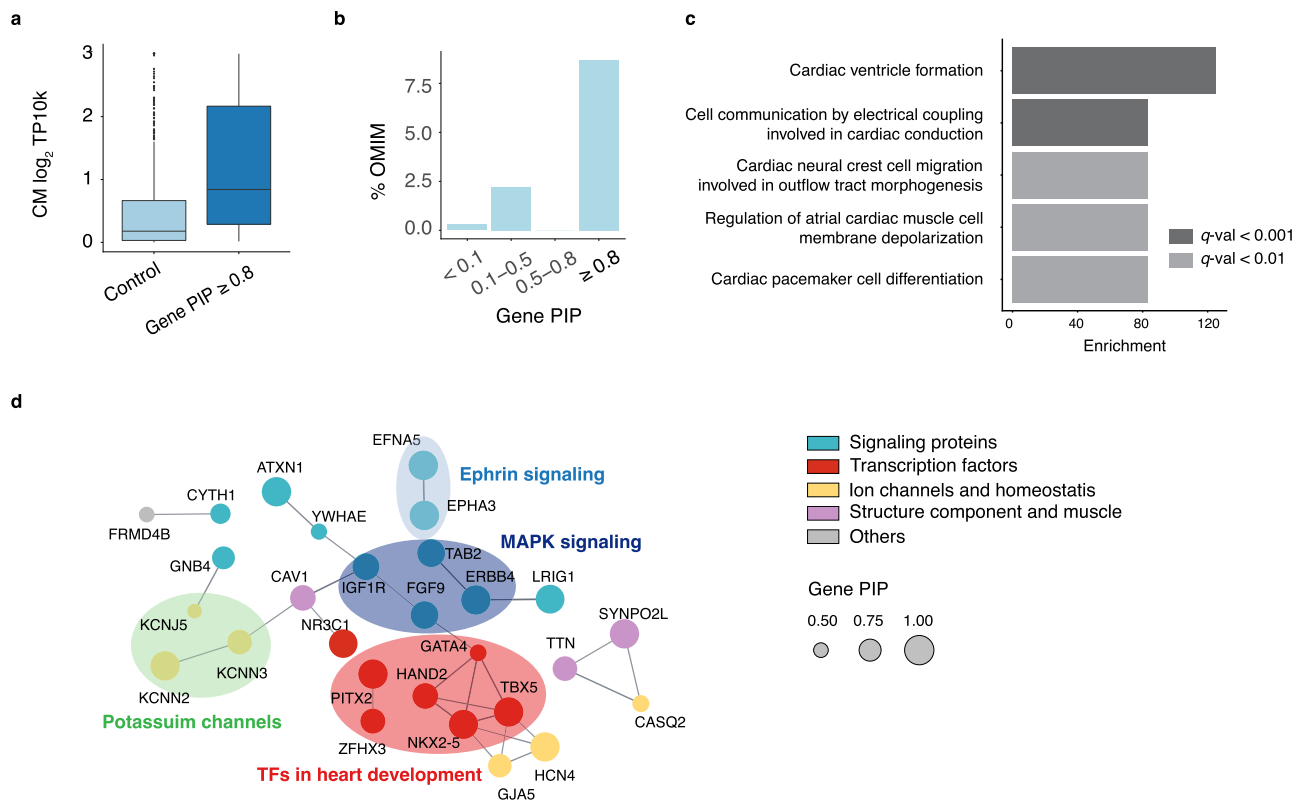 a
CM log2 TP10k
3
2
1
0
Control
Gene PIP ≥ 0.8
b
% OMIM
7.5
5.0
2.5
0.0
< 0.1
0.1–0.5
0.5–0.8
≥ 0.8
Gene PIP
c
Cardiac ventricle formation
Cell communication by electrical coupling
involved in cardiac conduction
Cardiac neural crest cell migration
involved in outflow tract morphogenesis
Regulation of atrial cardiac muscle cell
membrane depolarization
Cardiac pacemaker cell differentiation
q-val < 0.001
q-val < 0.01
0 40 80 120
Enrichment
d
EFNA5
ATXN1
Ephrin signaling
CYTH1
EPHA3
YWHAE
FRMD4B
MAPK signaling
TAB2
GNB4
CAV1
IGF1R
FGF9
ERBB4
LRIG1
KCNJ5
NR3C1
SYNPO2L
GATA4
TTN
KCNN3
HAND2
KCNN2
PITX2
TBX5
CASQ2
Potassuim channels
ZFHX3
NKX2-5
TFs in heart development
HCN4
GJA5
Signaling proteins
Transcription factors
Ion channels and homeostatis
Structure component and muscle
Others
Gene PIP
0.50 0.75 1.00